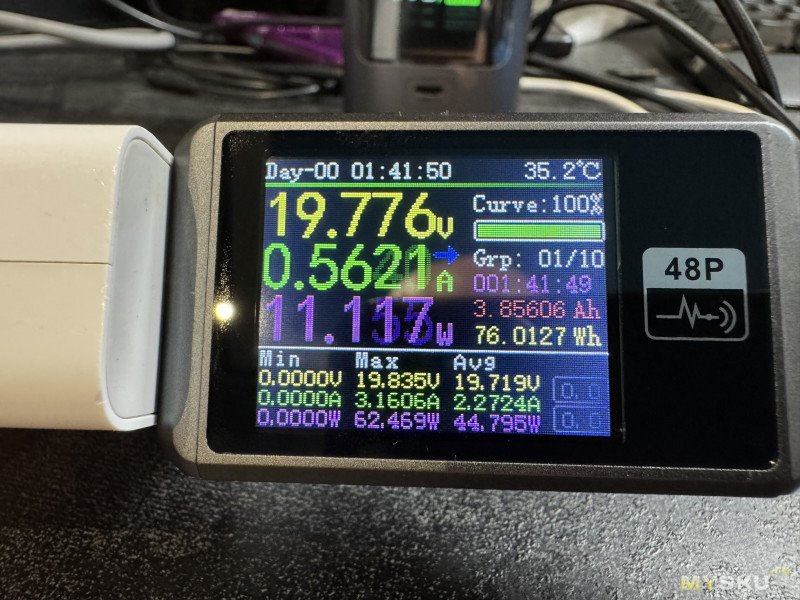 Day-00 01:41:50 35.2°C
19.776V Curve:100%
0.5621A Grp: 01/10
001:41:49
W 3.85606 Ah
76.0127 Wh
Min Max Avg
0.0000V 19.835V 19.719V
0.0000A 3.1606A 2.2724A
0.0000W 62.469W 44.795W
48P
MYSKU